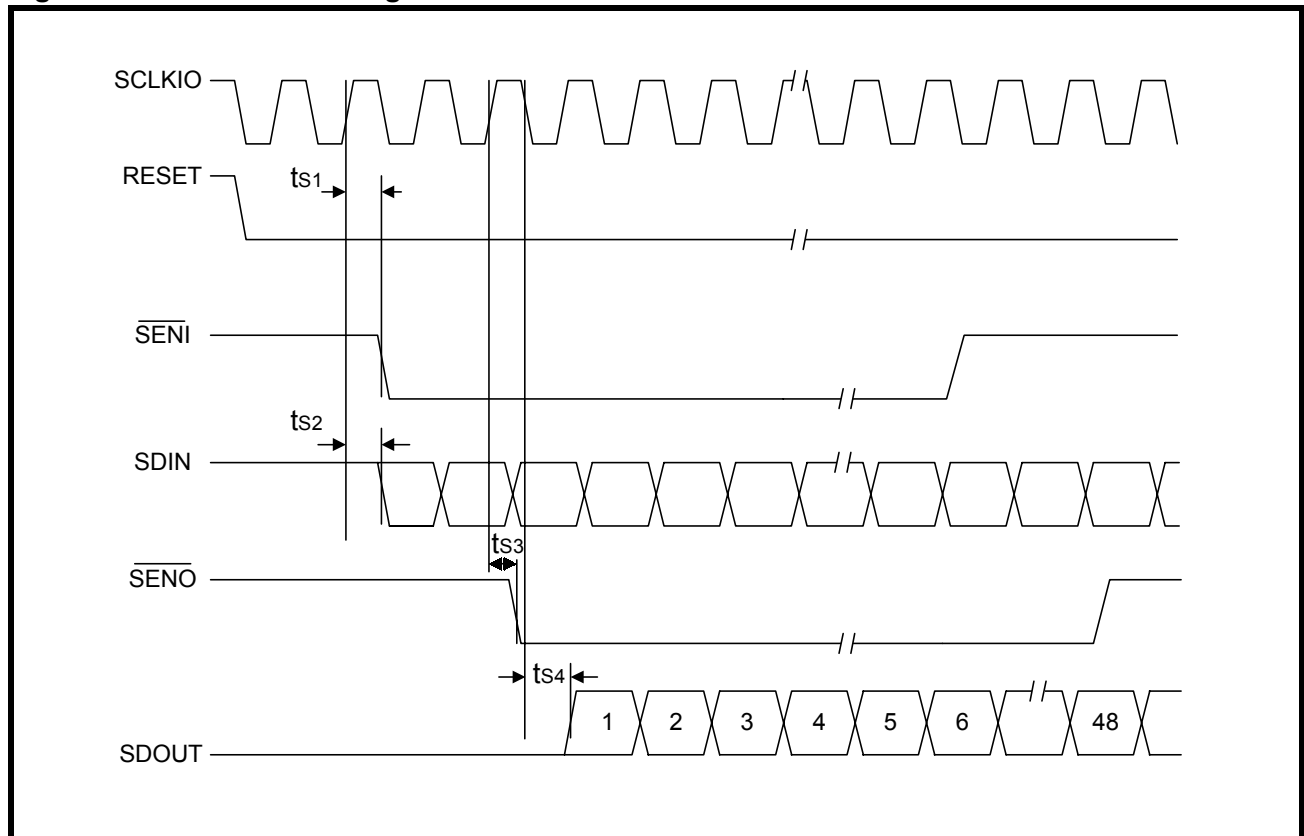 SCLKIO
RESET
ts1
SENI
ts2
SDIN
ts3
SENO
ts4
1 2 3 4 5 6 48
SDOUT